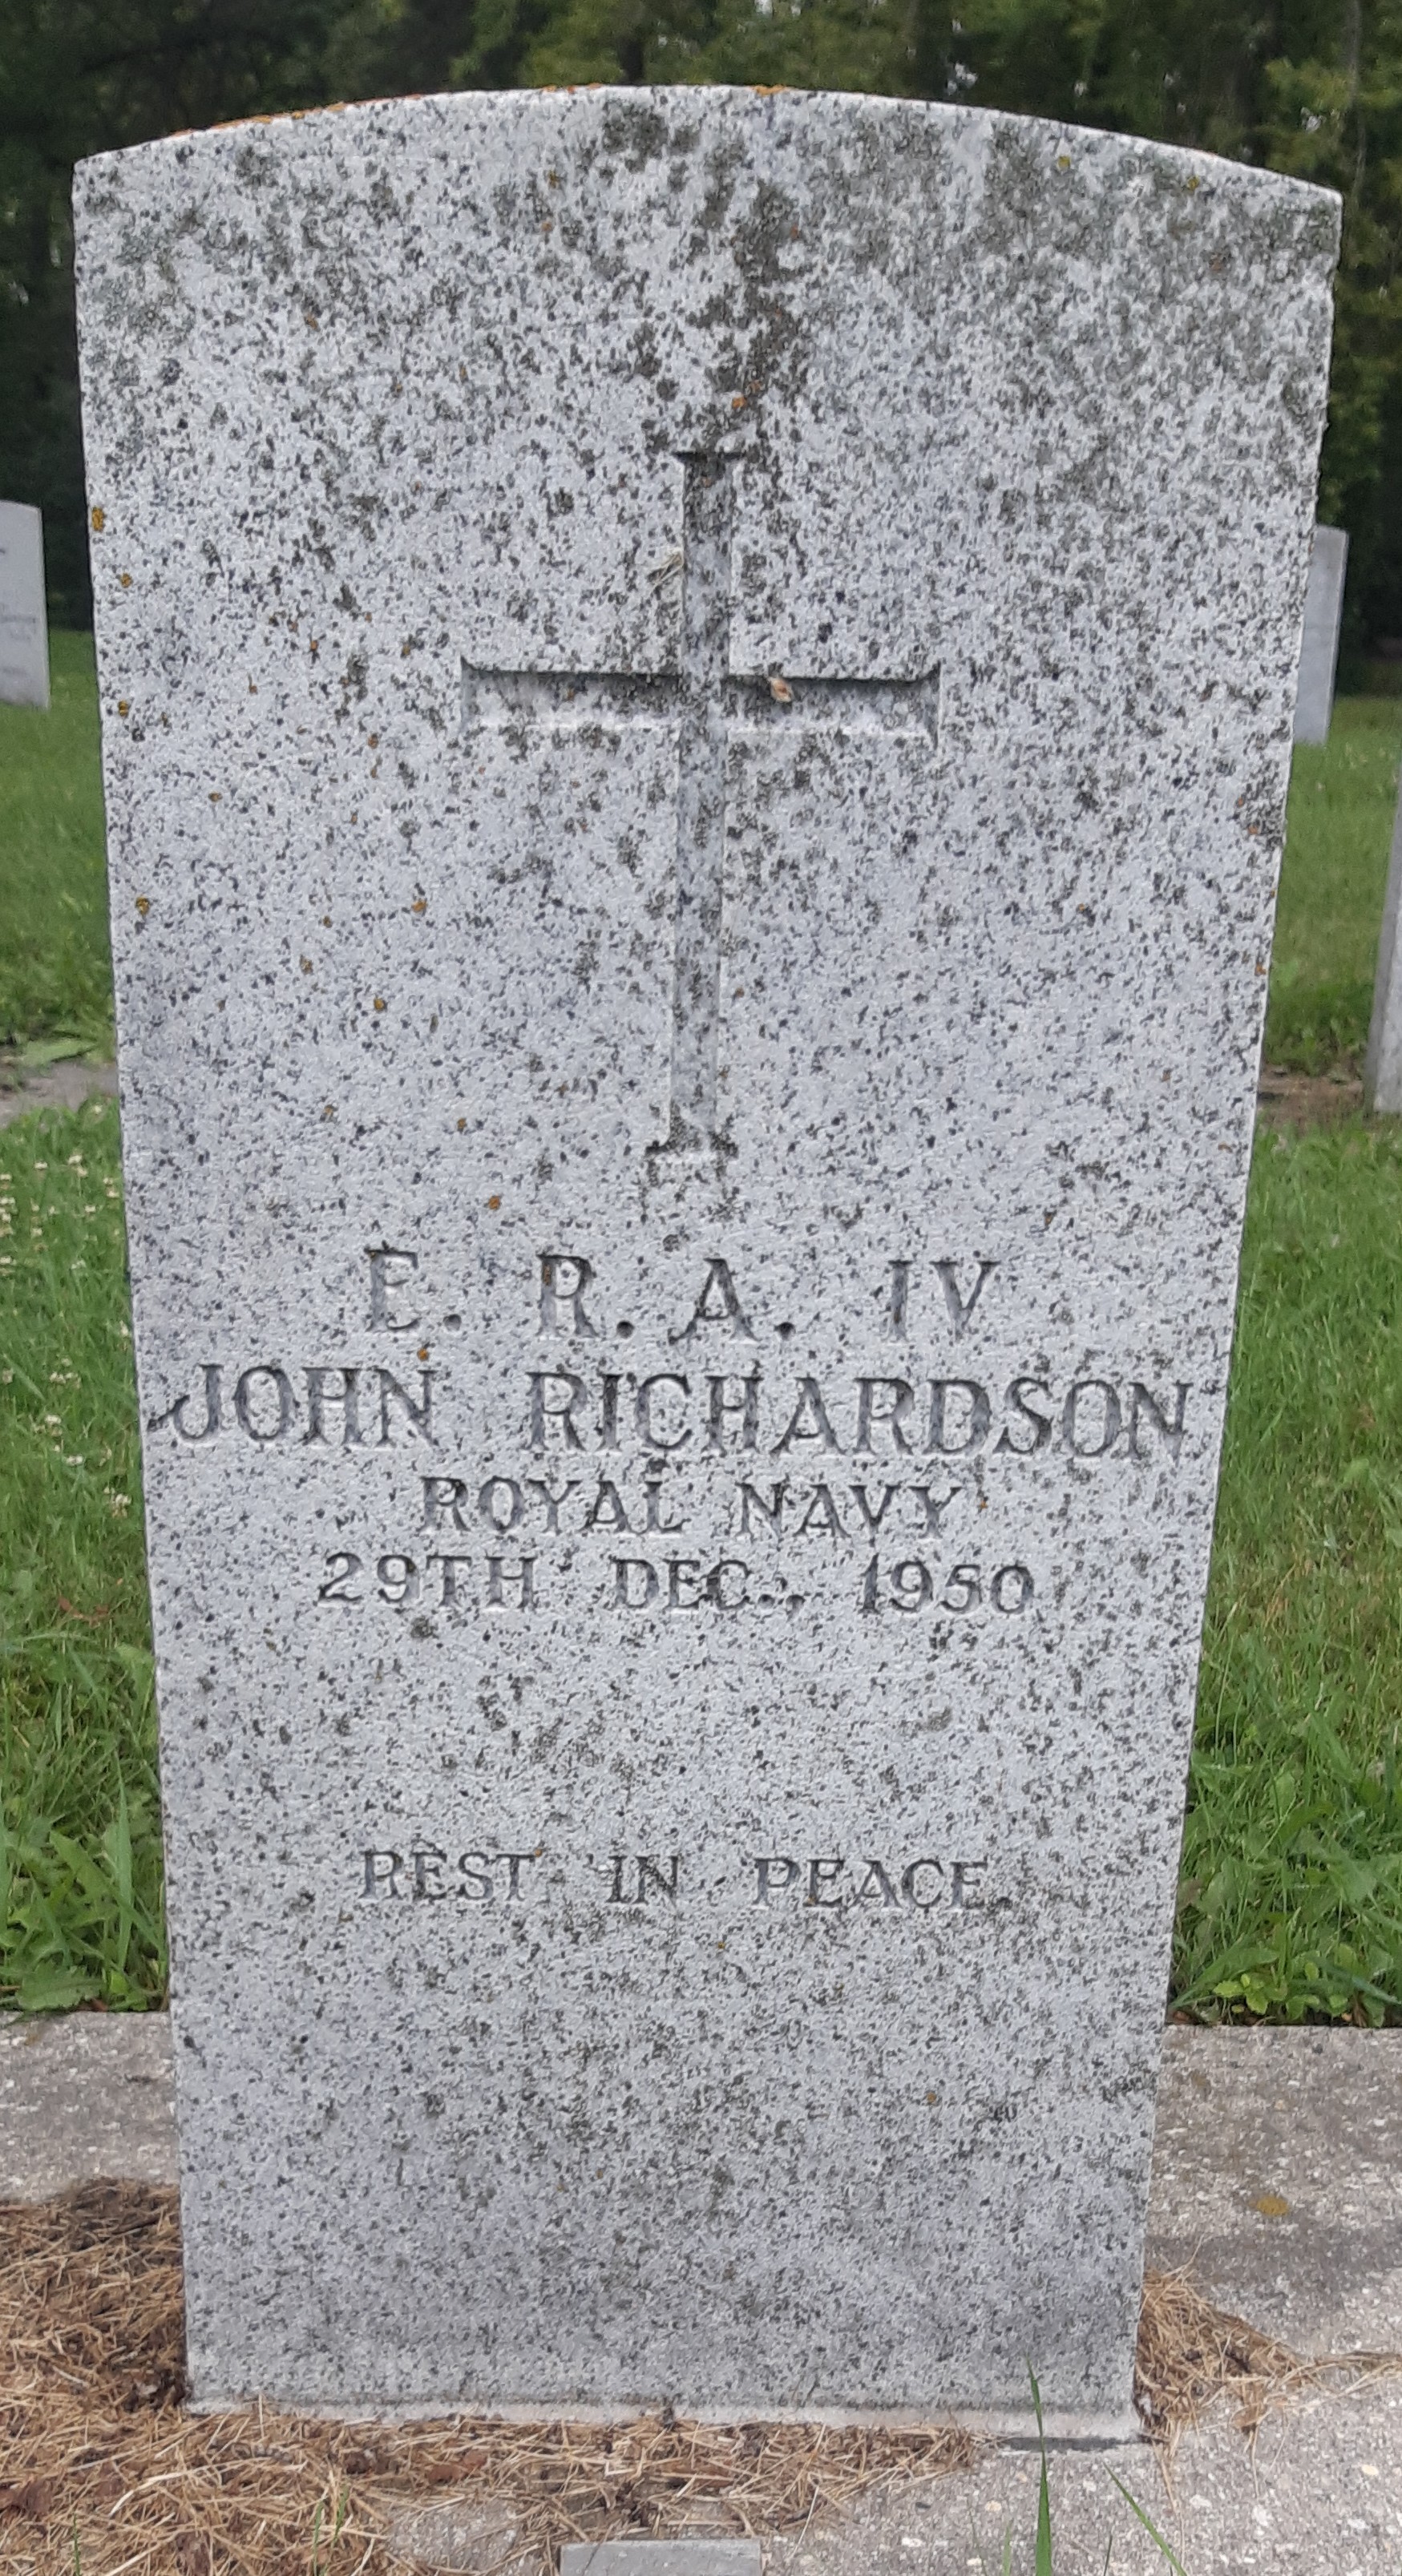 E. R. A. IV
JOHN RICHARDSON
ROYAL NAVY
29TH DEC., 1950
REST IN PEACE.